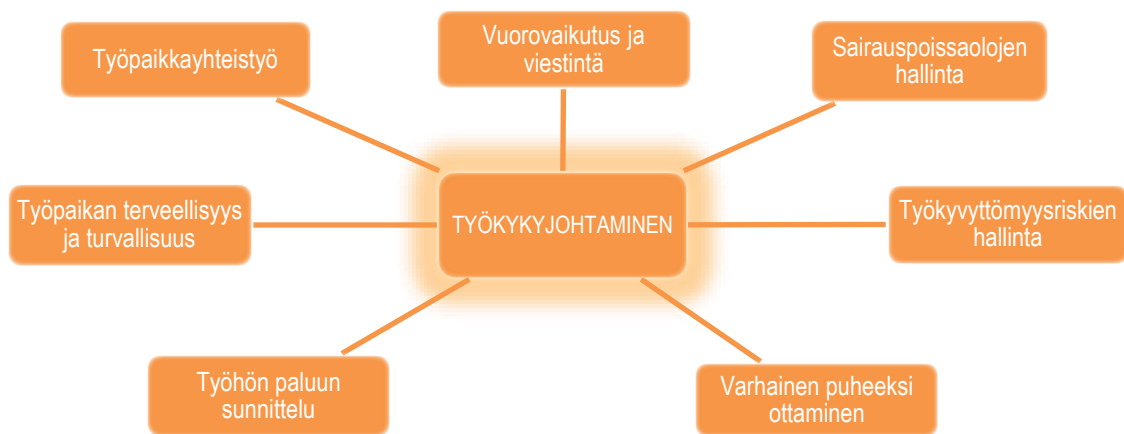 Työpaikkayhteistyö
Vuorovaikutus ja
viestintä
Sairauspoissaolojen
hallinta
Työpaikan terveellisyys
ja turvallisuus
TYÖKYKYJOHTAMINEN
Työkyvyttömyysriskien
hallinta
Työhön paluun
sunnittelu
Varhainen puheeksi
ottaminen